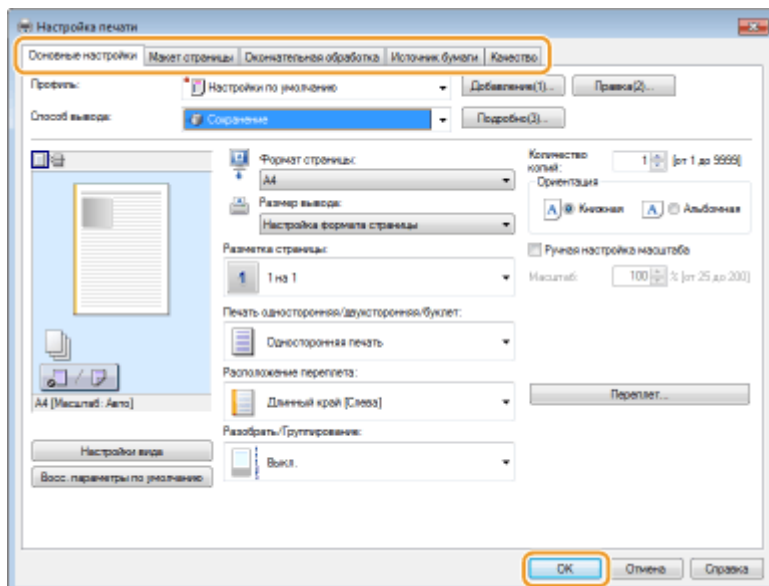 Настройка печати
Основные настройки Макет страницы Окончательная обработка Источник бумаги Качество
Профиль: Настройки по умолчанию Добавление(1)... Правка(2)...
Способ вывода: Сохранение Подробно(3)...
Формат страницы:
A4
Размер вывода:
Настройка формата страницы
Разметка страницы:
1 1 на 1
Печать односторонняя/двухсторонняя/буклет:
Односторонняя печать
Расположение переплета:
Длинный край [Слева]
Разобрать/Группирование:
Выкл.
Количество копий: 1 [от 1 до 9999]
Ориентация
A Книжная A Альбомная
Ручная настройка масштаба
Масштаб: 100 % [от 25 до 200]
Переплет...
A4 [Масштаб: Авто]
Настройки вида
Восс. параметры по умолчанию
OK Отмена Справка